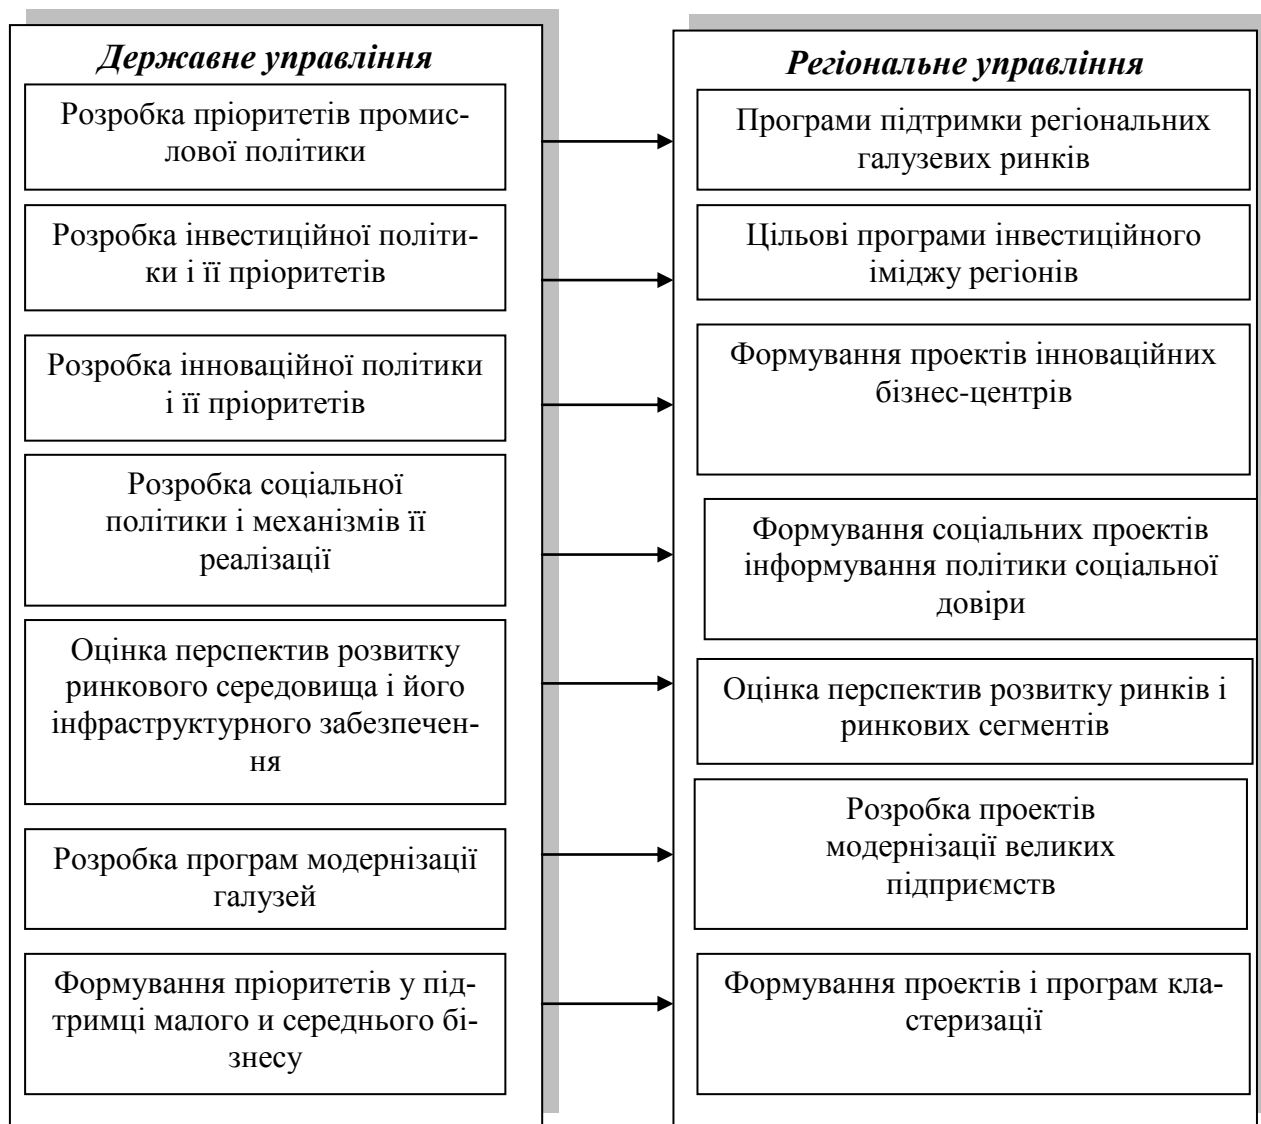 Державне управління
Розробка пріоритетів промис-
лової політики
Розробка інвестиційної політи-
ки і її пріоритетів
Розробка інноваційної політики
і її пріоритетів
Розробка соціальної
політики і механізмів її
реалізації
Оцінка перспектив розвитку
ринкового середовища і його
інфраструктурного забезпечен-
ня
Розробка програм модернізації
галузей
Формування пріоритетів у під-
тримці малого и середнього бі-
знесу
Регіональне управління
Програми підтримки регіональних
галузевих ринків
Цільові програми інвестиційного
іміджу регіонів
Формування проектів інноваційних
бізнес-центрів
Формування соціальних проектів
інформування політики соціальної
довіри
Оцінка перспектив розвитку ринків і
ринкових сегментів
Розробка проектів
модернізації великих
підприємств
Формування проектів і програм кла-
стеризації